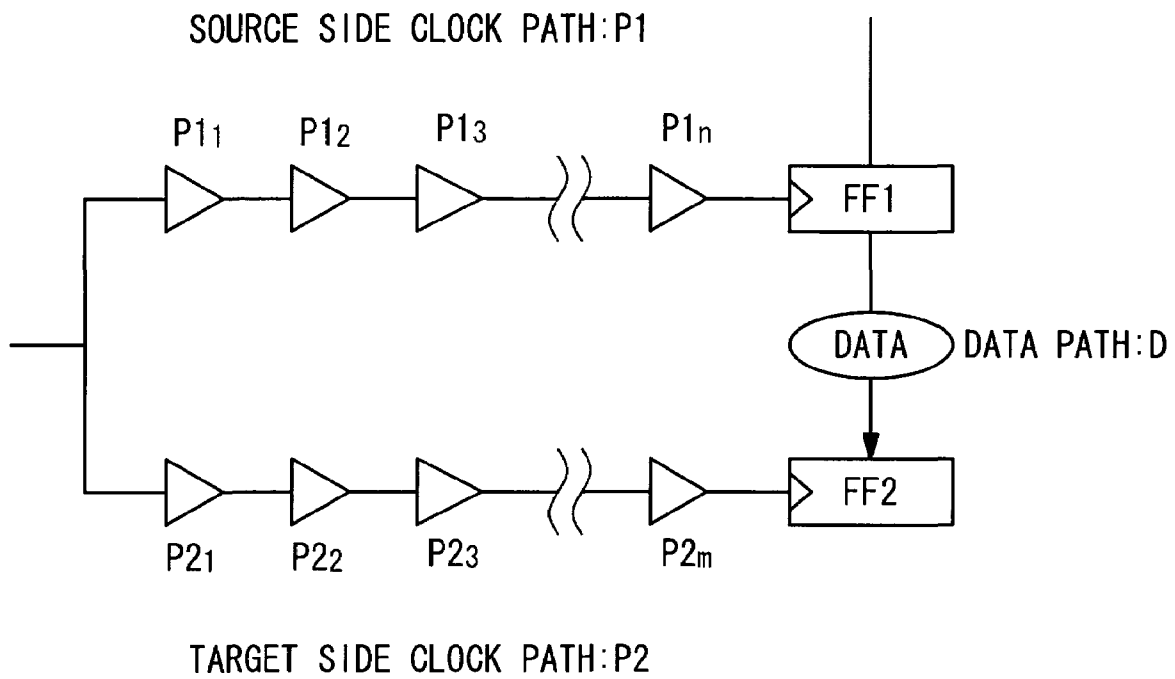 SOURCE SIDE CLOCK PATH:P1
P1₁ P1₂ P1₃ P1ₙ
FF1
DATA DATA PATH:D
FF2
P2₁ P2₂ P2₃ P2ₘ
TARGET SIDE CLOCK PATH:P2